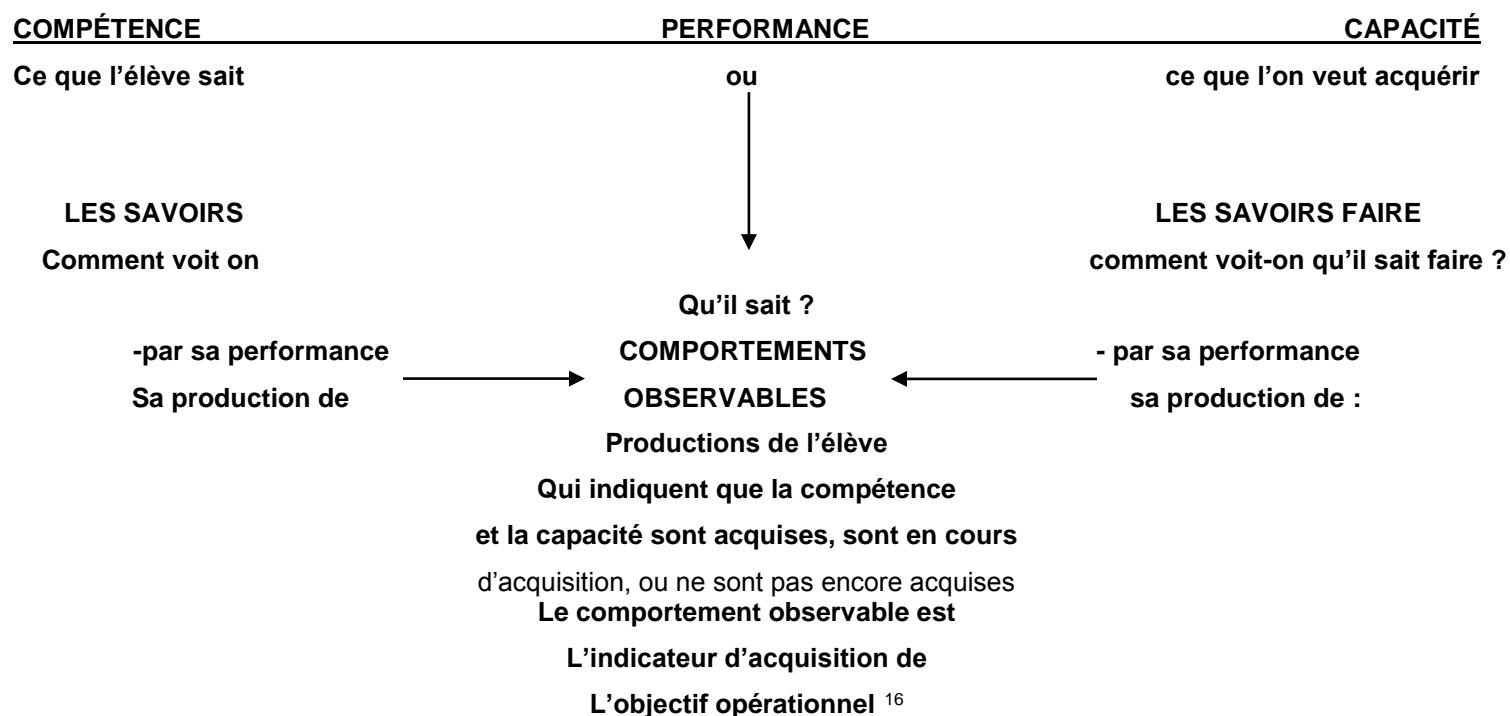 COMPÉTENCE PERFORMANCE CAPACITÉ
Ce que l’élève sait ou ce que l’on veut acquérir
LES SAVOIRS LES SAVOIRS FAIRE
Comment voit on comment voit-on qu’il sait faire ?
Qu’il sait ?
-par sa performance COMPORTEMENTS - par sa performance
Sa production de OBSERVABLES sa production de :
Productions de l’élève
Qui indiquent que la compétence
et la capacité sont acquises, sont en cours
d’acquisition, ou ne sont pas encore acquises
Le comportement observable est
L’indicateur d’acquisition de
L’objectif opérationnel 16